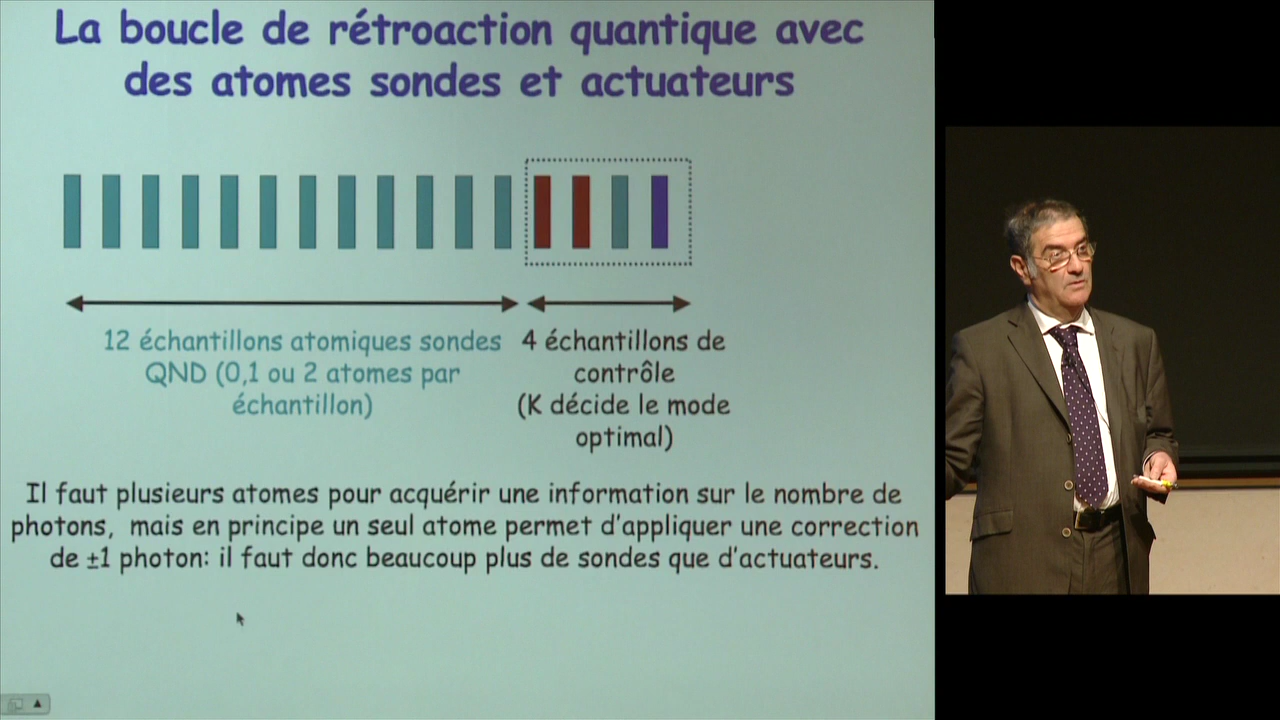 La boucle de rétroaction quantique avec
des atomes sondes et actuateurs
12 échantillons atomiques sondes
QND (0,1 ou 2 atomes par
échantillon)
4 échantillons de
contrôle
(K décide le mode
optimal)
Il faut plusieurs atomes pour acquérir une information sur le nombre de
photons, mais en principe un seul atome permet d'appliquer une correction
de ±1 photon: il faut donc beaucoup plus de sondes que d'actuateurs.